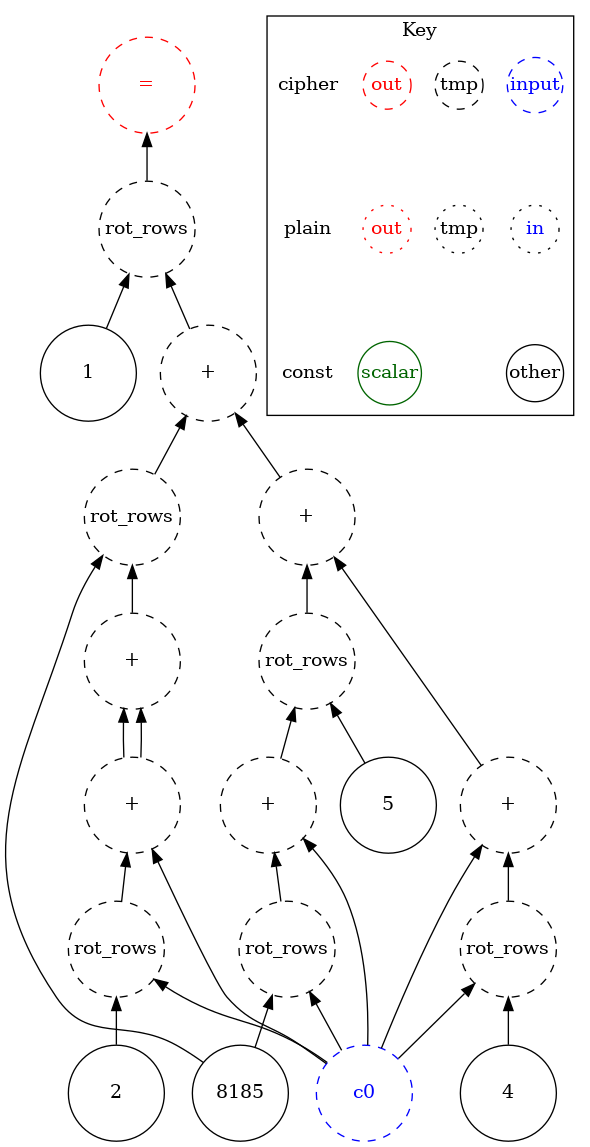 Key
= cipher out tmp input
rot_rows plain out tmp in
1 + const scalar other
rot_rows +
+ rot_rows
+ + 5 +
rot_rows rot_rows rot_rows
2 8185 c0 4